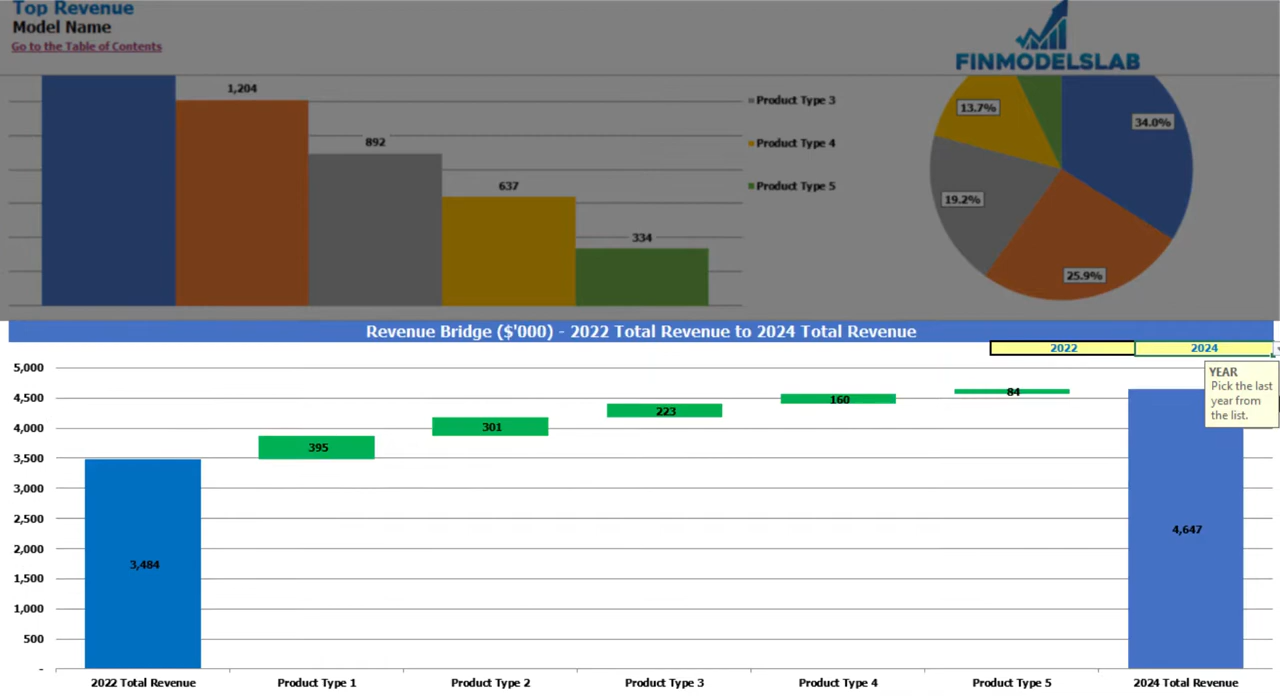 Top Revenue
Model Name
Go to the Table of Contents
FINMODELSLAB
1,204
892
637
334
Product Type 3
Product Type 4
Product Type 5
13.7%
34.0%
19.2%
25.9%
Revenue Bridge ($'000) - 2022 Total Revenue to 2024 Total Revenue
2022
2024
YEAR
Pick the last
year from
the list.
5,000
4,500
4,000
3,500
3,000
2,500
2,000
1,500
1,000
500
-
3,484
395
301
223
160
84
4,647
2022 Total Revenue
Product Type 1
Product Type 2
Product Type 3
Product Type 4
Product Type 5
2024 Total Revenue